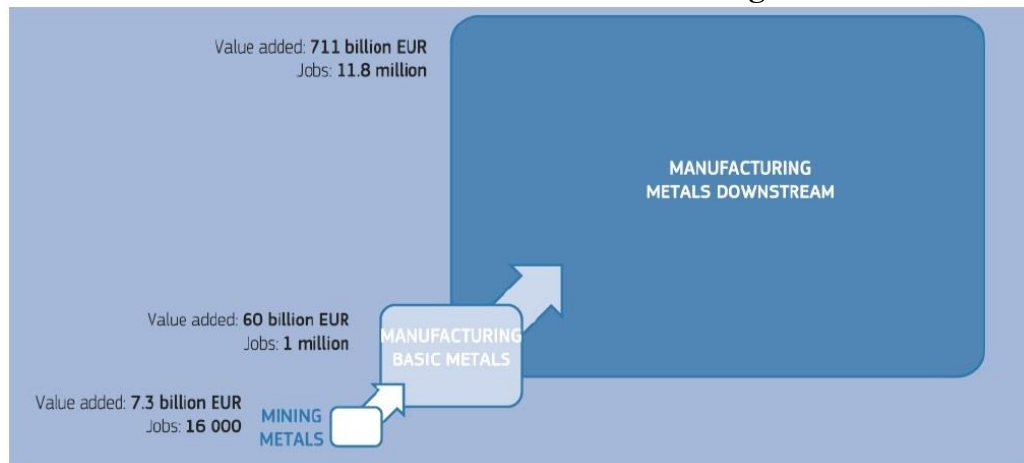 Value added: 711 billion EUR
Jobs: 11.8 million
MANUFACTURING
METALS DOWNSTREAM
Value added: 60 billion EUR
Jobs: 1 million
MANUFACTURING
BASIC METALS
Value added: 7.3 billion EUR
Jobs: 16 000
MINING
METALS